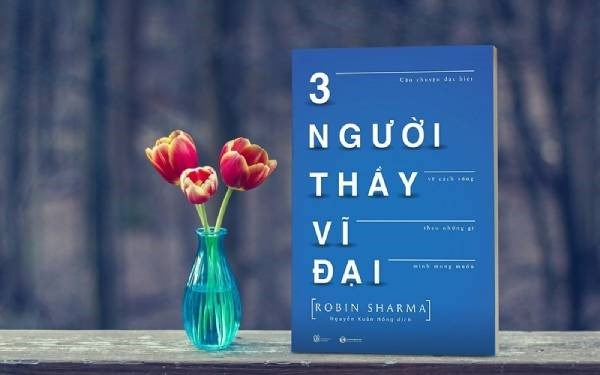 3
Câu chuyện đặc biệt
NGƯỜI
THẦY
về cách sống
VĨ
theo những gì
ĐẠI
mình mong muốn
[ROBIN SHARMA]
Nguyễn Xuân Hồng dịch